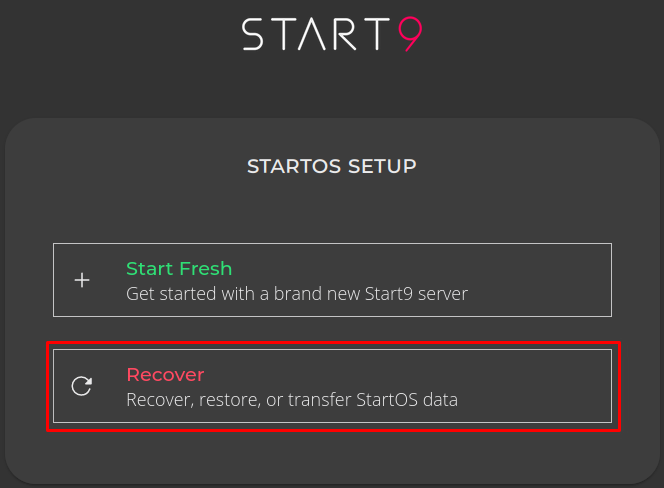 START9
STARTOS SETUP
Start Fresh
Get started with a brand new Start9 server
Recover
Recover, restore, or transfer StartOS data